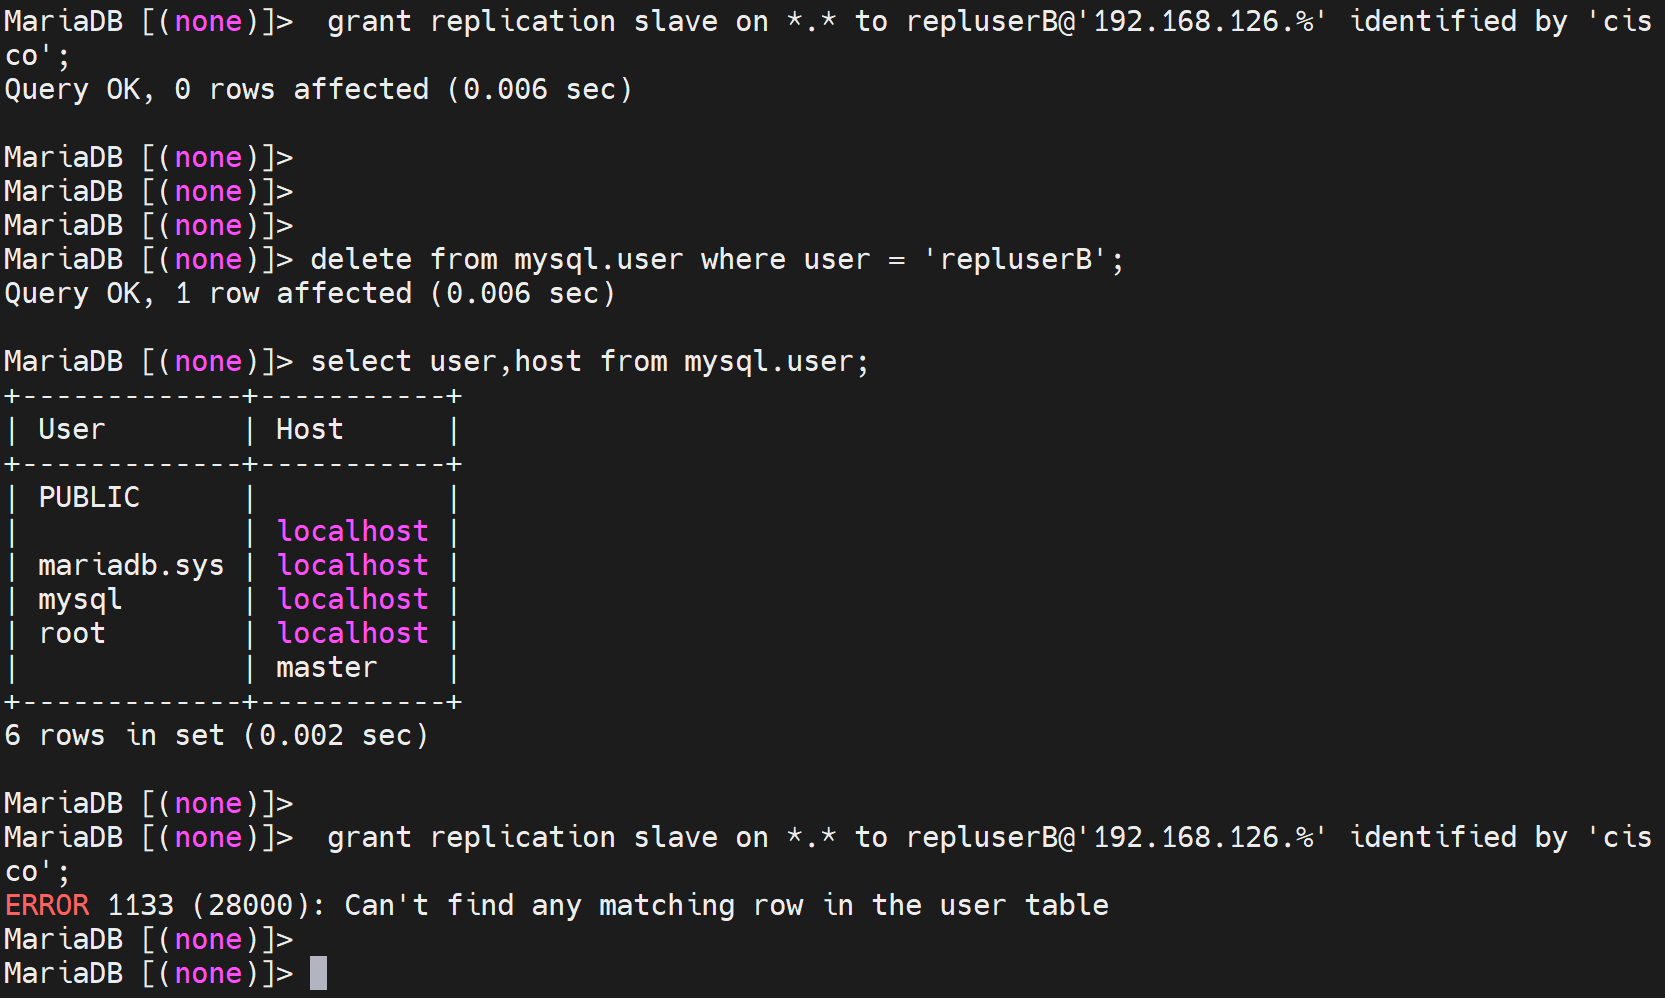 MariaDB [(none)]>  grant replication slave on *.* to repluserB@'192.168.126.%' identified by 'cis
co';
Query OK, 0 rows affected (0.006 sec)

MariaDB [(none)]>
MariaDB [(none)]>
MariaDB [(none)]>
MariaDB [(none)]> delete from mysql.user where user = 'repluserB';
Query OK, 1 row affected (0.006 sec)

MariaDB [(none)]> select user,host from mysql.user;
+-------------+-----------+
| User        | Host      |
+-------------+-----------+
| PUBLIC      |           |
|             | localhost |
| mariadb.sys | localhost |
| mysql       | localhost |
| root        | localhost |
|             | master    |
+-------------+-----------+
6 rows in set (0.002 sec)

MariaDB [(none)]>
MariaDB [(none)]>  grant replication slave on *.* to repluserB@'192.168.126.%' identified by 'cis
co';
ERROR 1133 (28000): Can't find any matching row in the user table
MariaDB [(none)]>
MariaDB [(none)]>